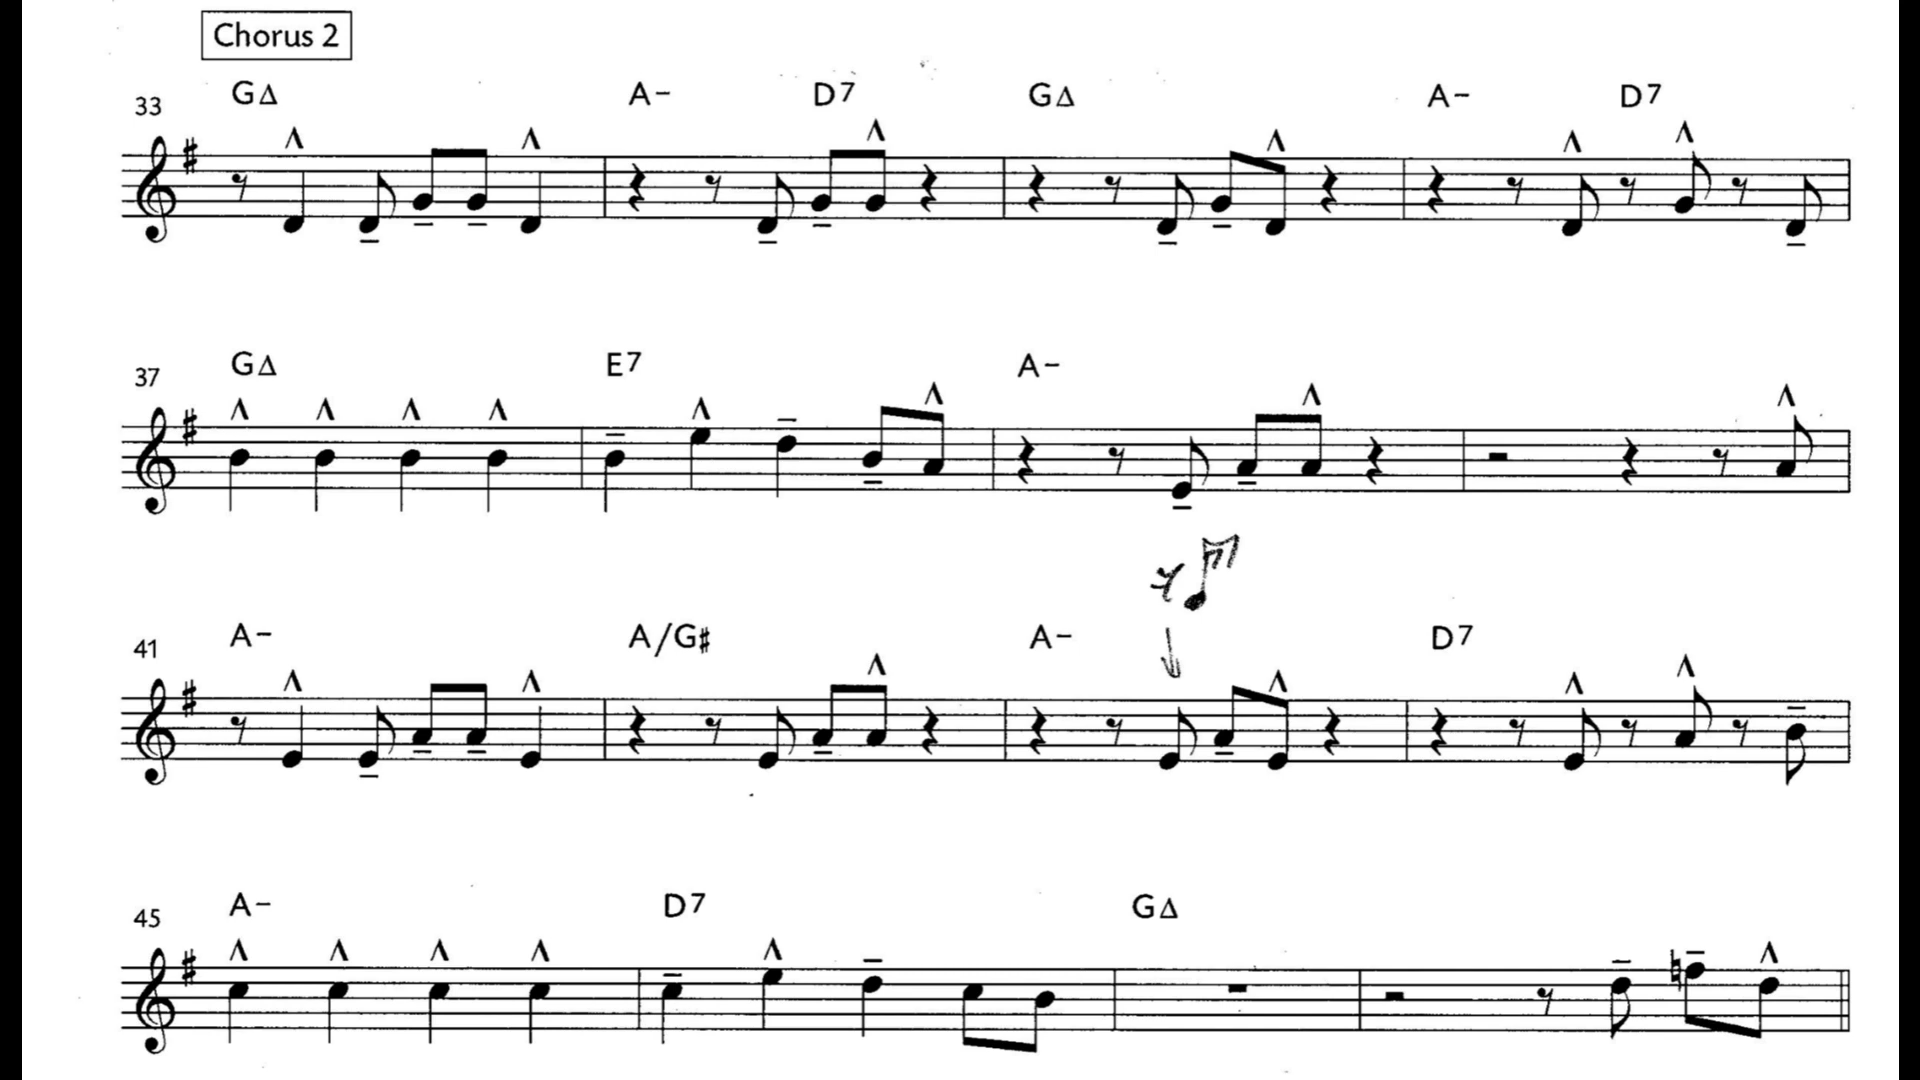 Chorus 2
GΔ A– D7 GΔ A– D7
33
GΔ E7 A–
37
A– A/G♯ A– D7
41
A– D7 GΔ
45